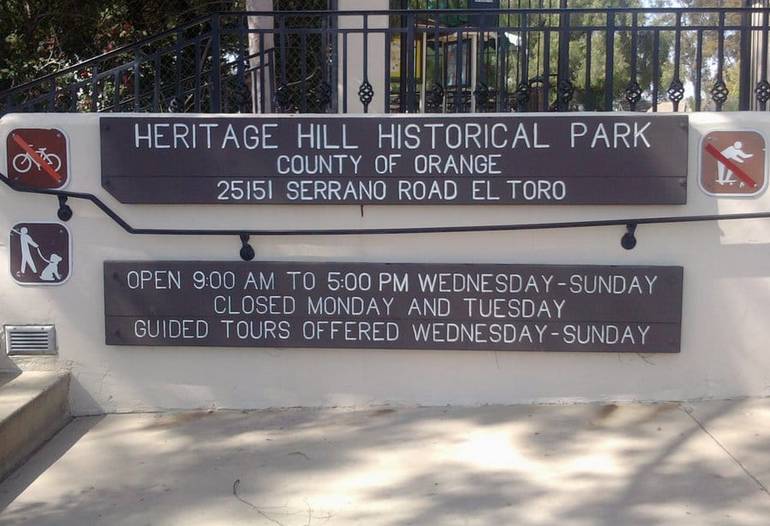 HERITAGE HILL HISTORICAL PARK
COUNTY OF ORANGE
25151 SERRANO ROAD EL TORO
OPEN 9:00 AM TO 5:00 PM WEDNESDAY-SUNDAY
CLOSED MONDAY AND TUESDAY
GUIDED TOURS OFFERED WEDNESDAY-SUNDAY